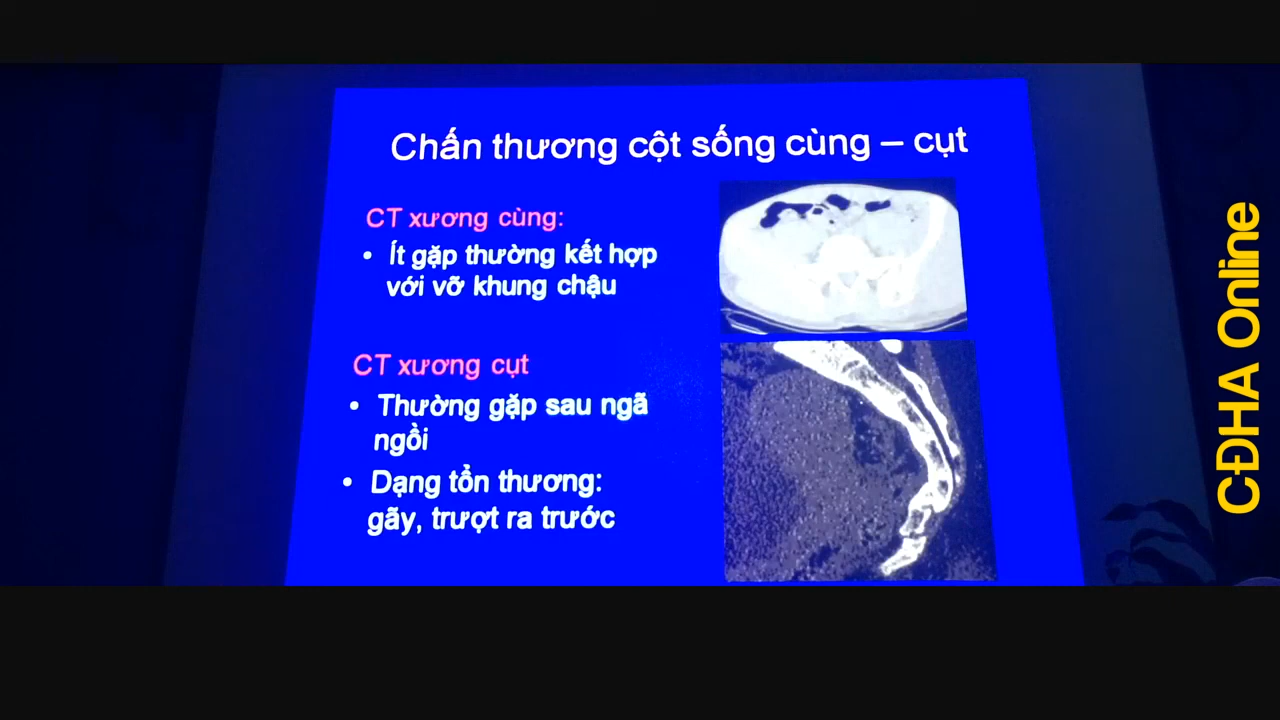 Chấn thương cột sống cùng – cụt
CT xương cùng:
• Ít gặp thường kết hợp
với vỡ khung chậu
CT xương cụt
• Thường gặp sau ngã
ngồi
• Dạng tổn thương:
gãy, trượt ra trước
CĐHA Online